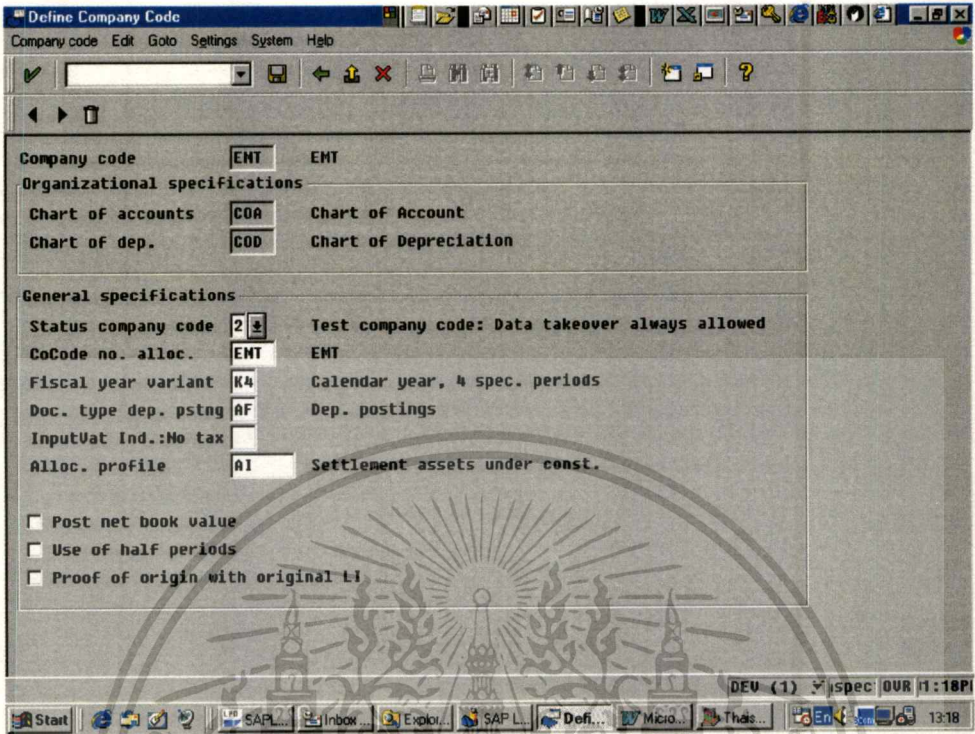 Define Company Code
Company code Edit Goto Settings System Help
Company code EMT EMT
Organizational specifications
Chart of accounts COA Chart of Account
Chart of dep. COD Chart of Depreciation
General specifications
Status company code 2 Test company code: Data takeover always allowed
CoCode no. alloc. EMT EMT
Fiscal year variant K4 Calendar year, 4 spec. periods
Doc. type dep. pstng AF Dep. postings
InputVat Ind.:No tax
Alloc. profile AI Settlement assets under const.
Post net book value
Use of half periods
Proof of origin with original LI
DEV (1) ispec OVR 1:18P
Start SAPL... Inbox... Explor... SAP L... Defi... Micro... Thais... En 13:18